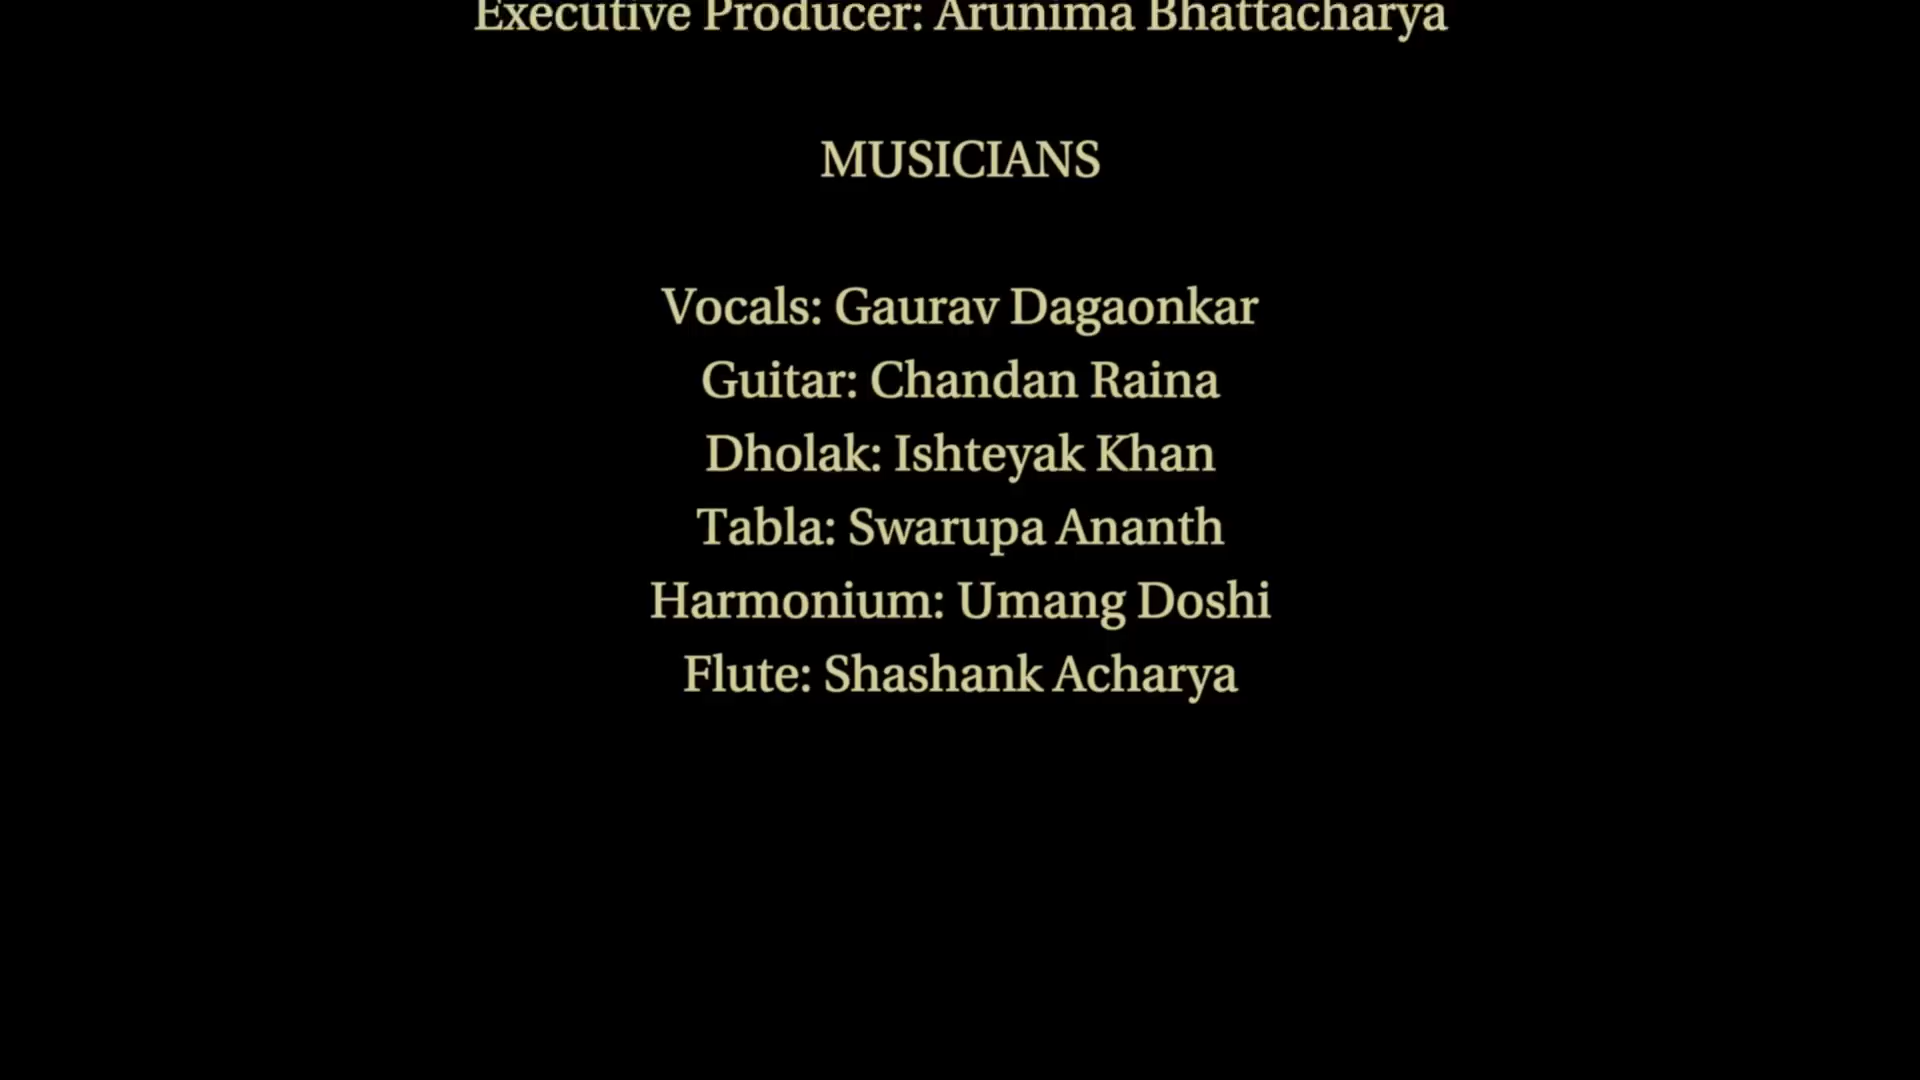 Executive Producer: Arunima Bhattacharya
MUSICIANS
Vocals: Gaurav Dagaonkar
Guitar: Chandan Raina
Dholak: Ishteyak Khan
Tabla: Swarupa Ananth
Harmonium: Umang Doshi
Flute: Shashank Acharya